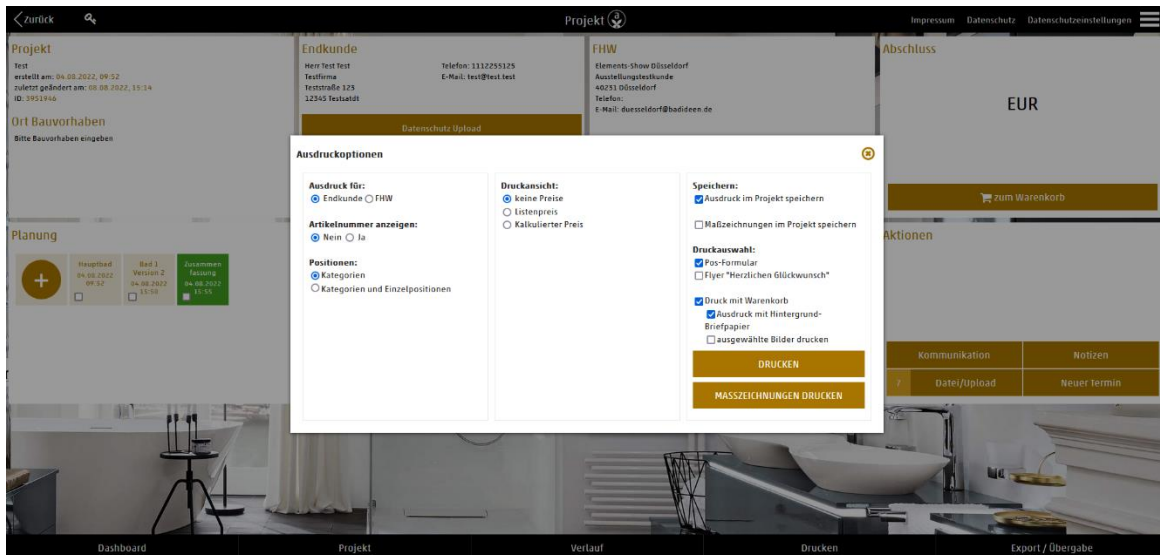 Zurück
Projekt
Impressum Datenschutz Datenschutzeinstellungen
Projekt
Test
erstellt am: 04.08.2022, 09:52
zuletzt geändert am: 08.08.2022, 15:14
ID: 3951946
Ort Bauvorhaben
Bitte Bauvorhaben eingeben
Endkunde
Herr Test Test
Testfirma
Teststraße 123
12345 Testsatdt
Telefon: 1112255125
E-Mail: test@test.test
Datenschutz Upload
FHW
Elements-Show Düsseldorf
Ausstellungstestkunde
40231 Düsseldorf
Telefon:
E-Mail: duesseldorf@badideen.de
Abschluss
EUR
zum Warenkorb
Ausdruckoptionen
Ausdruck für:
Endkunde FHW
Artikelnummer anzeigen:
Nein Ja
Positionen:
Kategorien
Kategorien und Einzelpositionen
Druckansicht:
keine Preise
Listenpreis
Kalkulierter Preis
Speichern:
Ausdruck im Projekt speichern
Maßzeichnungen im Projekt speichern
Druckauswahl:
Pos-Formular
Flyer "Herzlichen Glückwunsch"
Druck mit Warenkorb
Ausdruck mit Hintergrund-
Briefpapier
ausgewählte Bilder drucken
DRUCKEN
MASSZEICHNUNGEN DRUCKEN
Planung
+
Hauptbad
04.08.2022
09:52
Bad 1
Version 2
04.08.2022
15:50
Zusammen
fassung
04.08.2022
15:55
Aktionen
Kommunikation Notizen
7 Datei/Upload Neuer Termin
Dashboard Projekt Verlauf Drucken Export / Übergabe